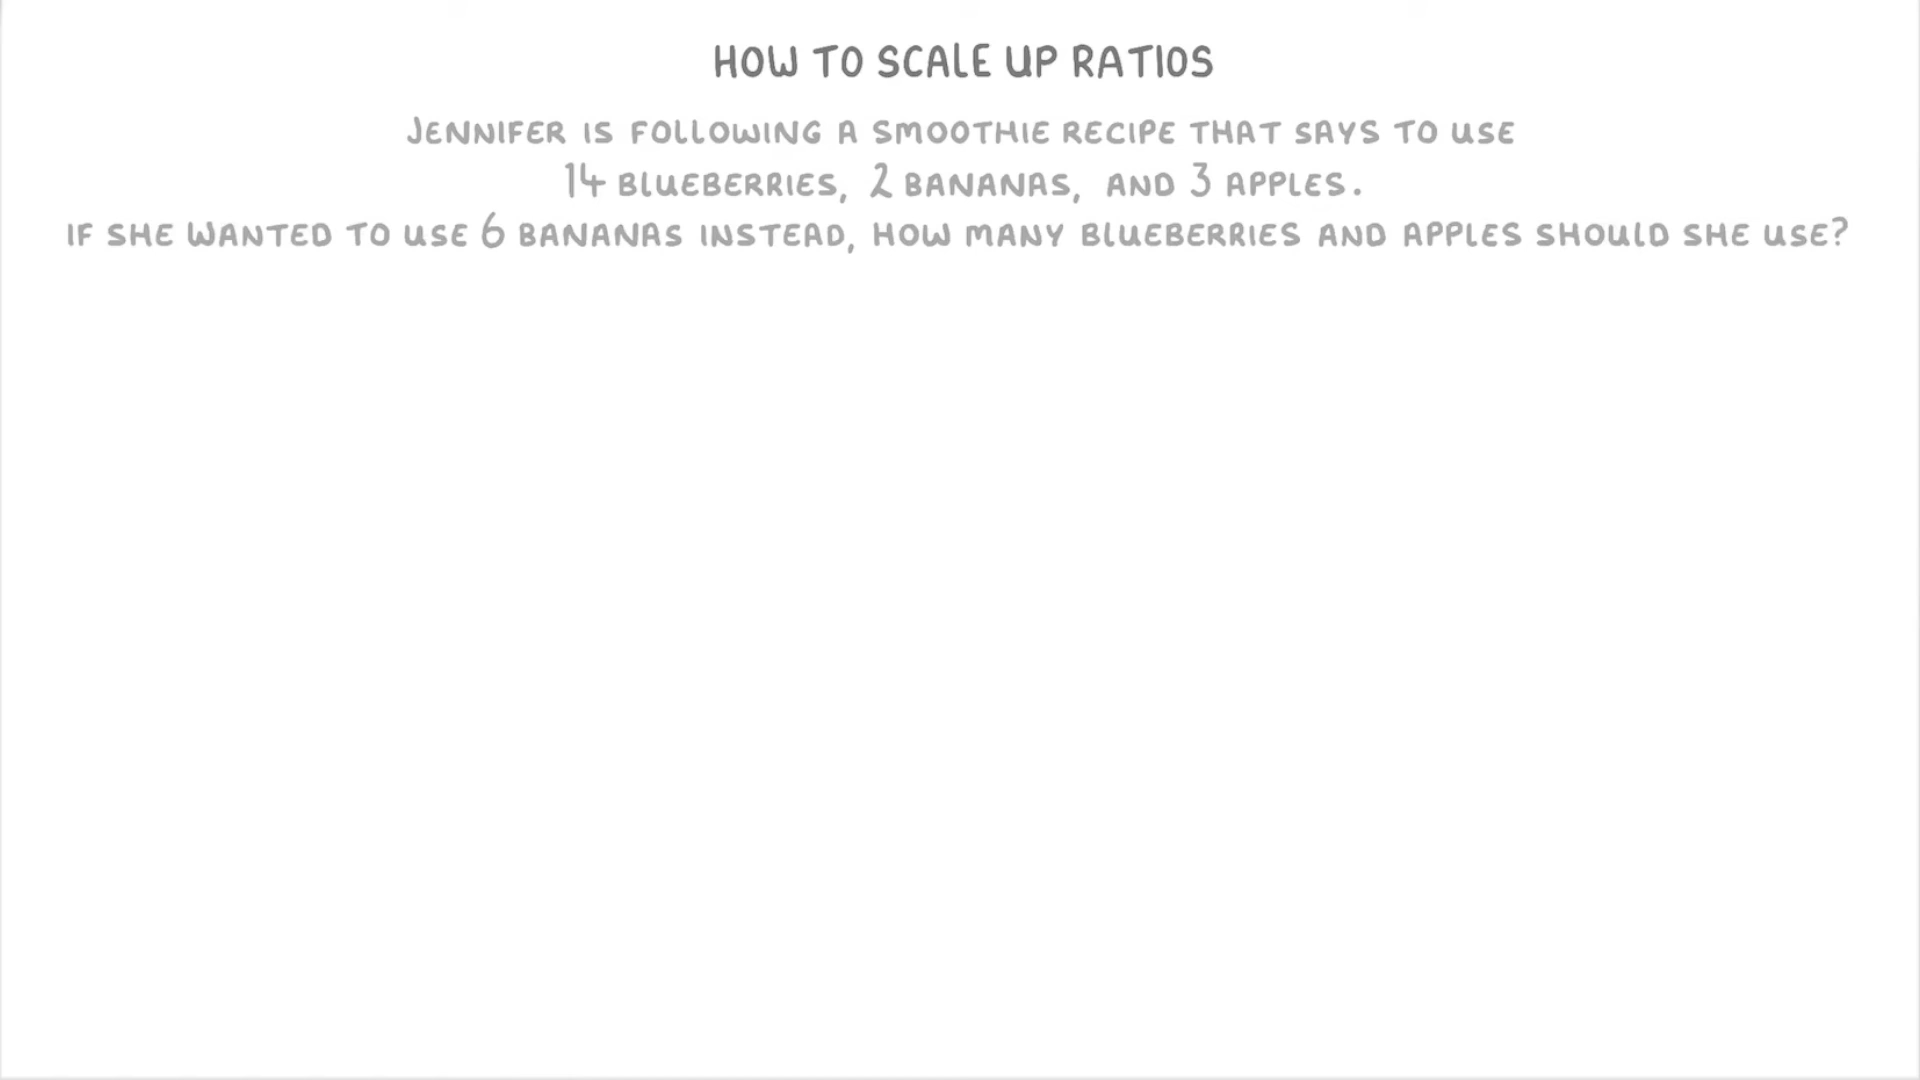 HOW TO SCALE UP RATIOS
JENNIFER IS FOLLOWING A SMOOTHIE RECIPE THAT SAYS TO USE
14 BLUEBERRIES, 2 BANANAS, AND 3 APPLES.
IF SHE WANTED TO USE 6 BANANAS INSTEAD, HOW MANY BLUEBERRIES AND APPLES SHOULD SHE USE?